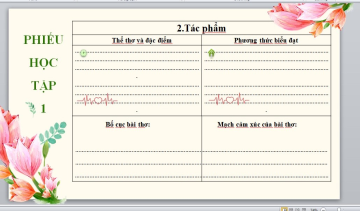 PHIẾU
HỌC
TẬP
1
2.Tác phẩm
Thể thơ và đặc điểm
Phương thức biểu đạt
Bố cục bài thơ:
Mạch cảm xúc của bài thơ: